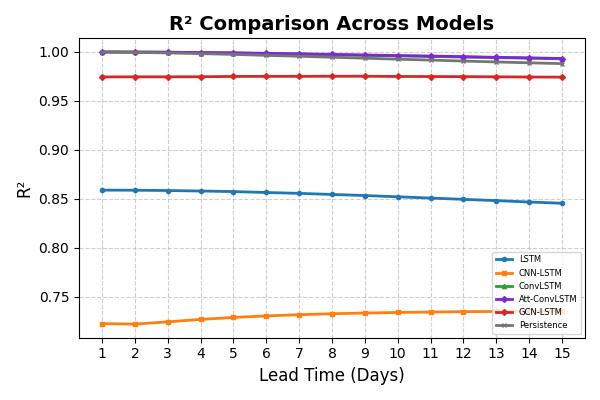 R² Comparison Across Models
1.00
0.95
0.90
0.85
0.80
0.75
R²
LSTM
CNN-LSTM
ConvLSTM
Att-ConvLSTM
GCN-LSTM
Persistence
1 2 3 4 5 6 7 8 9 10 11 12 13 14 15
Lead Time (Days)